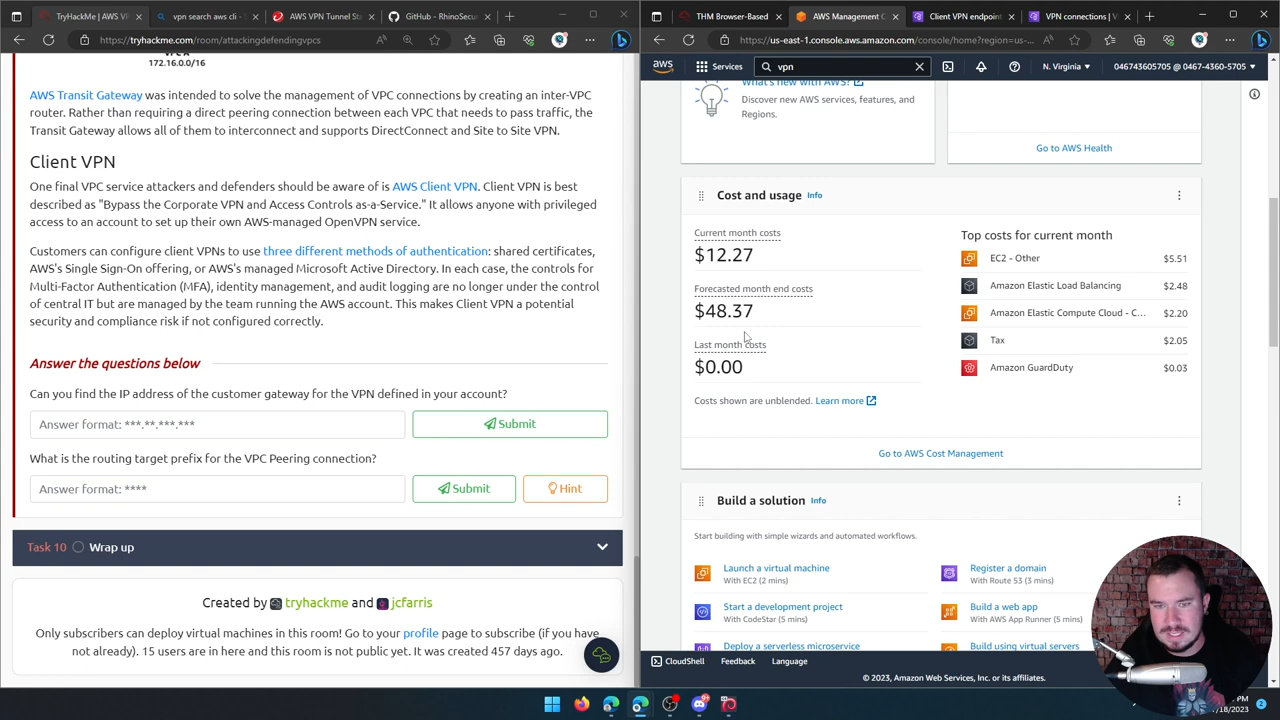 TryHackMe | AWS VP
vpn search aws cli - S
AWS VPN Tunnel Sta
GitHub - RhinoSecu
https://tryhackme.com/room/attackingdefendingvpcs
172.16.0.0/16
AWS Transit Gateway was intended to solve the management of VPC connections by creating an inter-VPC
router. Rather than requiring a direct peering connection between each VPC that needs to pass traffic, the
Transit Gateway allows all of them to interconnect and supports DirectConnect and Site to Site VPN.
Client VPN
One final VPC service attackers and defenders should be aware of is AWS Client VPN. Client VPN is best
described as "Bypass the Corporate VPN and Access Controls as-a-Service." It allows anyone with privileged
access to an account to set up their own AWS-managed OpenVPN service.
Customers can configure client VPNs to use three different methods of authentication: shared certificates,
AWS's Single Sign-On offering, or AWS's managed Microsoft Active Directory. In each case, the controls for
Multi-Factor Authentication (MFA), identity management, and audit logging are no longer under the control
of central IT but are managed by the team running the AWS account. This makes Client VPN a potential
security and compliance risk if not configured correctly.
Answer the questions below
Can you find the IP address of the customer gateway for the VPN defined in your account?
Answer format: ***.**.***.***
Submit
What is the routing target prefix for the VPC Peering connection?
Answer format: ****
Submit
Hint
Task 10 Wrap up
Created by tryhackme and jcfarris
Only subscribers can deploy virtual machines in this room! Go to your profile page to subscribe (if you have
not already). 15 users are in here and this room is not public yet. It was created 457 days ago.
THM Browser-Based
AWS Management C
Client VPN endpoint
VPN connections | V
https://us-east-1.console.aws.amazon.com/console/home?region=us-...
aws
Services
vpn
N. Virginia
046743605705 @ 0467-4360-5705
What's new with AWS?
Discover new AWS services, features, and
Regions.
Go to AWS Health
Cost and usage Info
Current month costs
$12.27
Forecasted month end costs
$48.37
Last month costs
$0.00
Costs shown are unblended. Learn more
Top costs for current month
EC2 - Other $5.51
Amazon Elastic Load Balancing $2.48
Amazon Elastic Compute Cloud - C... $2.20
Tax $2.05
Amazon GuardDuty $0.03
Go to AWS Cost Management
Build a solution Info
Start building with simple wizards and automated workflows.
Launch a virtual machine
With EC2 (2 mins)
Register a domain
With Route 53 (3 mins)
Start a development project
With CodeStar (5 mins)
Build a web app
With AWS App Runner (5 mins)
Deploy a serverless microservice
Build using virtual servers
CloudShell
Feedback
Language
© 2023, Amazon Web Services, Inc. or its affiliates.
/18/2023